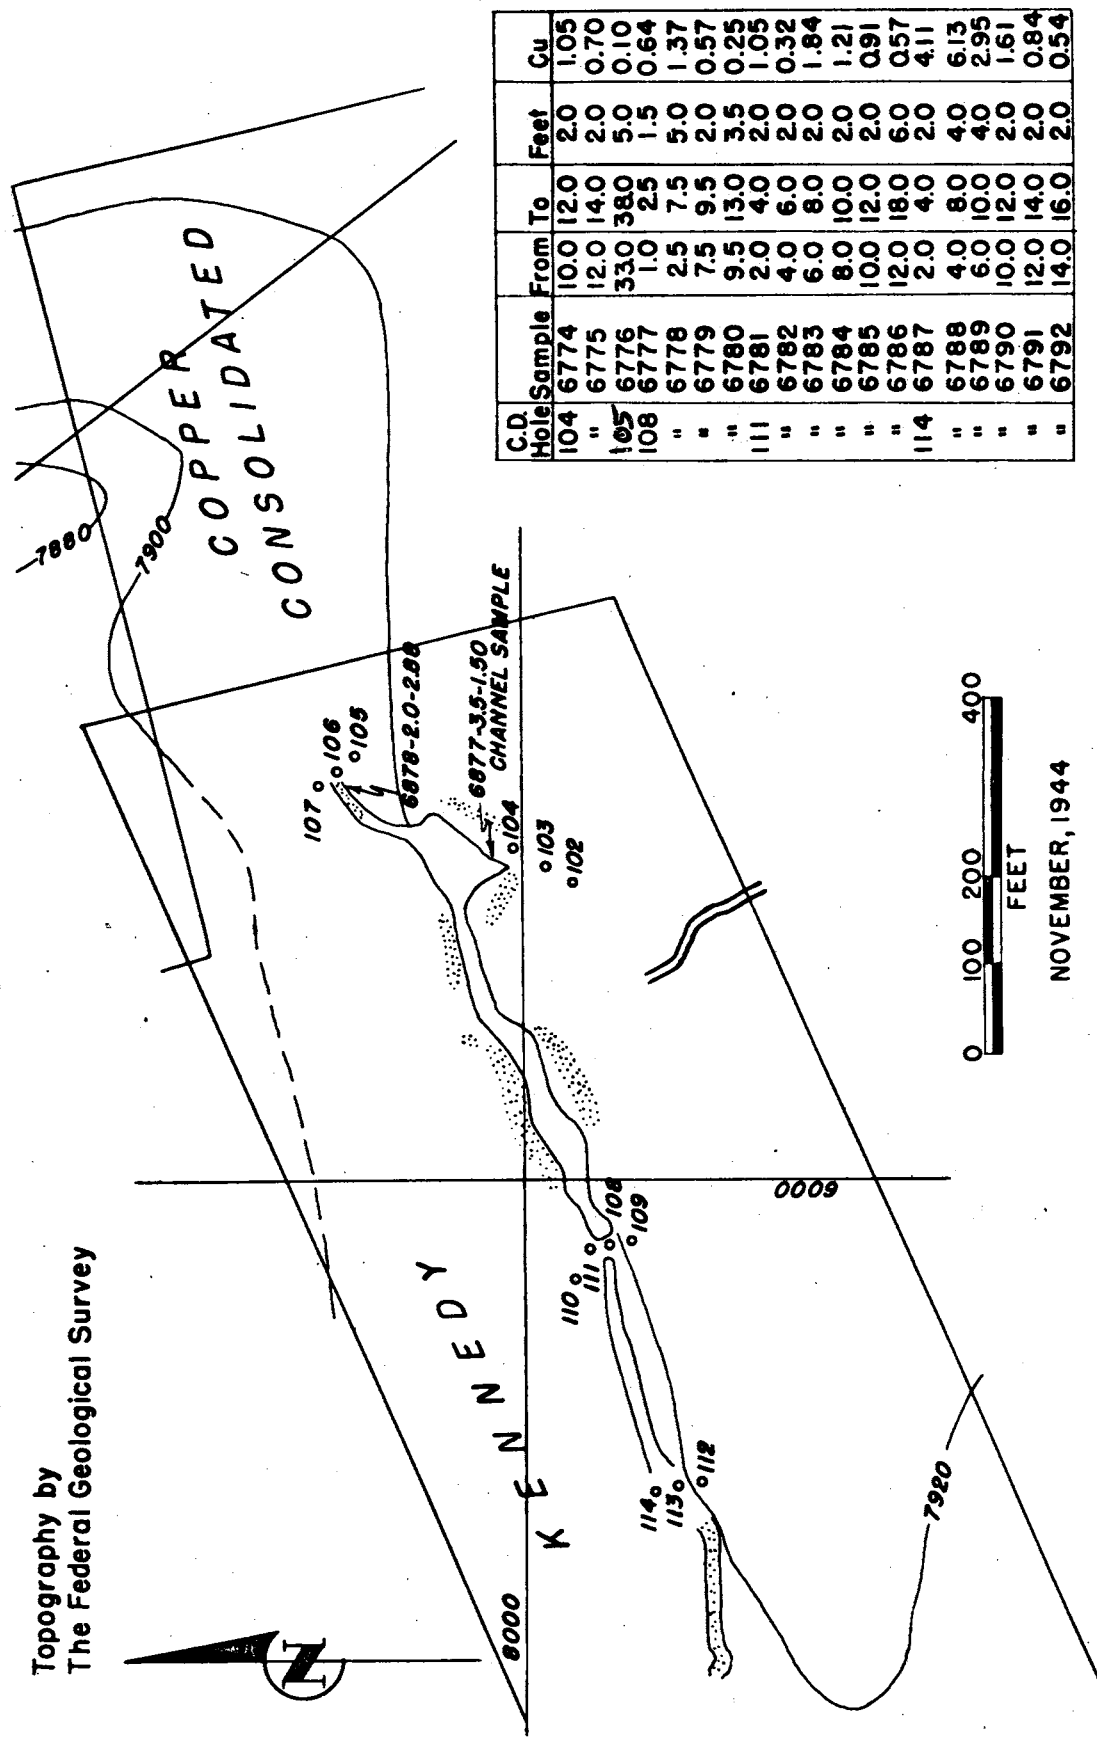 Topography by
The Federal Geological Survey
N
8000
6000
KENNEDY
COPPER
CONSOLIDATED
7880
7900
7920
107
106
105
6878-2.0-2.88
6877-3.5-1.50
CHANNEL SAMPLE
104
103
102
110
111
108
109
114
113
112
0 100 200 400
FEET
NOVEMBER, 1944
C.D.
Hole Sample From To Feet Cu
104 6774 10.0 12.0 2.0 1.05
" 6775 12.0 14.0 2.0 0.70
105 6776 33.0 38.0 5.0 0.10
108 6777 1.0 2.5 1.5 0.64
" 6778 2.5 7.5 5.0 1.37
" 6779 7.5 9.5 2.0 0.57
" 6780 9.5 13.0 3.5 0.25
111 6781 2.0 4.0 2.0 1.05
" 6782 4.0 6.0 2.0 0.32
" 6783 6.0 8.0 2.0 1.84
" 6784 8.0 10.0 2.0 1.21
" 6785 10.0 12.0 2.0 0.91
" 6786 12.0 18.0 6.0 0.57
114 6787 2.0 4.0 2.0 4.11
" 6788 4.0 8.0 4.0 6.13
" 6789 6.0 10.0 4.0 2.95
" 6790 10.0 12.0 2.0 1.61
" 6791 12.0 14.0 2.0 0.84
" 6792 14.0 16.0 2.0 0.54